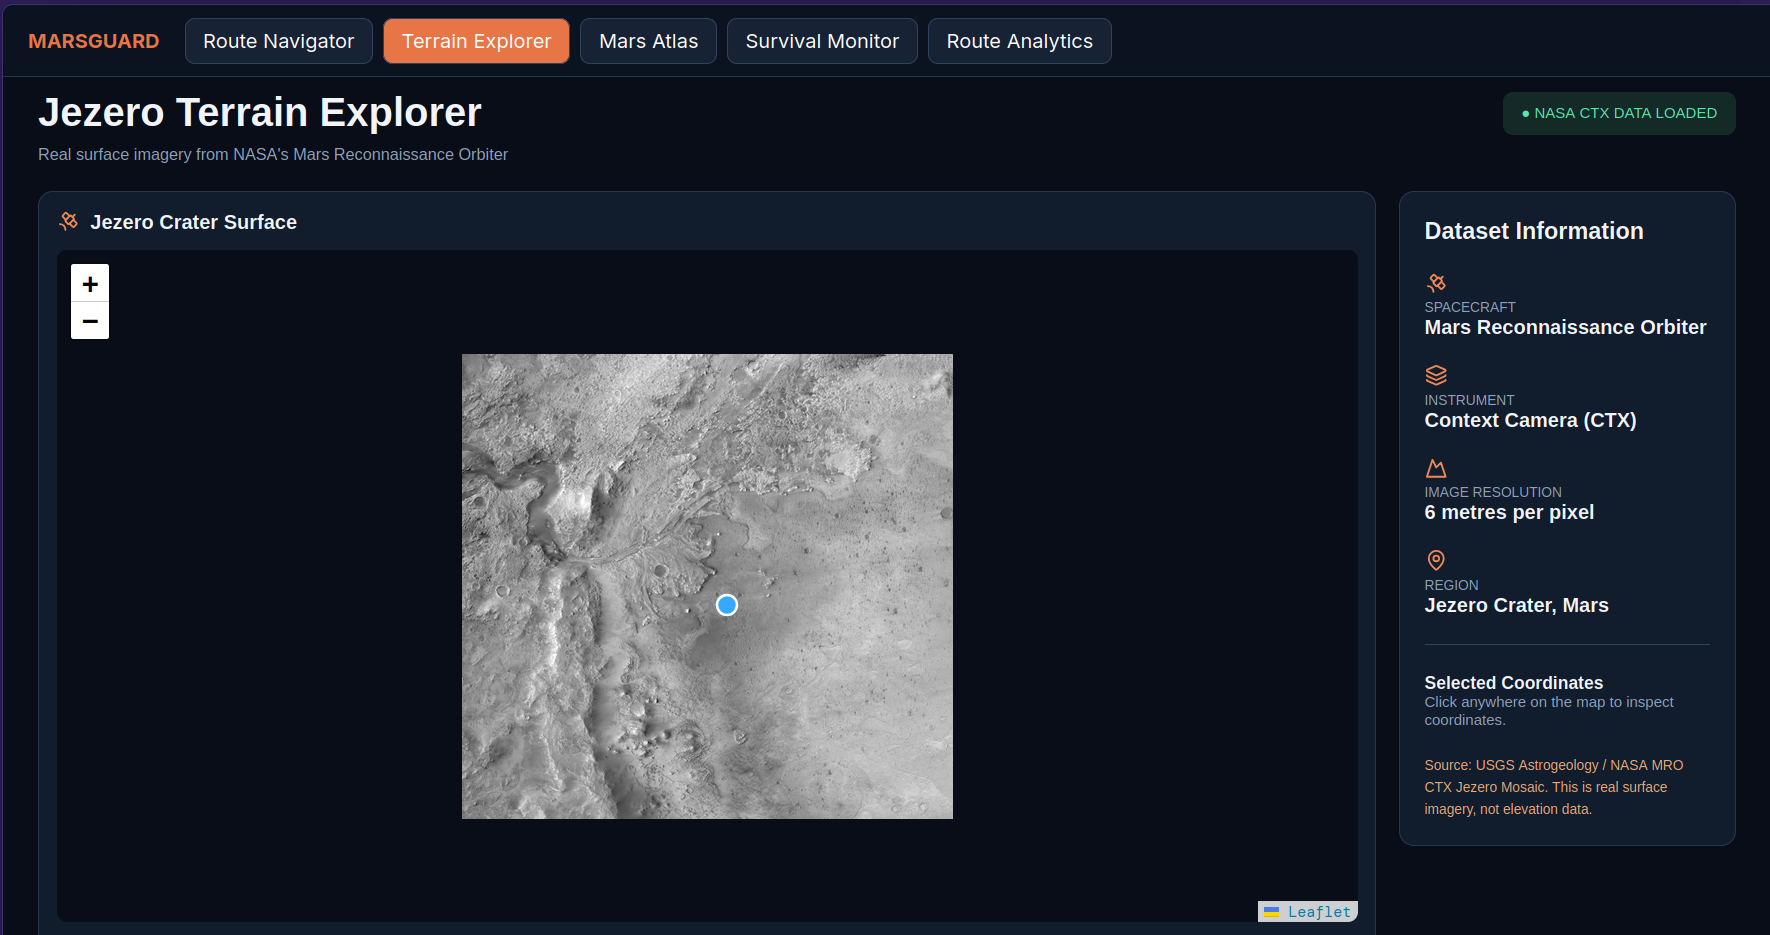 MARSGUARD
Route Navigator
Terrain Explorer
Mars Atlas
Survival Monitor
Route Analytics
Jezero Terrain Explorer
Real surface imagery from NASA's Mars Reconnaissance Orbiter
● NASA CTX DATA LOADED
Jezero Crater Surface
+
−
Leaflet
Dataset Information
SPACECRAFT
Mars Reconnaissance Orbiter
INSTRUMENT
Context Camera (CTX)
IMAGE RESOLUTION
6 metres per pixel
REGION
Jezero Crater, Mars
Selected Coordinates
Click anywhere on the map to inspect
coordinates.
Source: USGS Astrogeology / NASA MRO
CTX Jezero Mosaic. This is real surface
imagery, not elevation data.